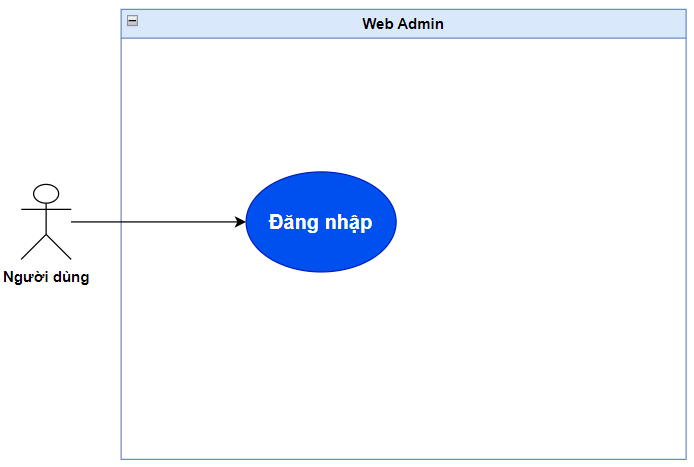 Web Admin
Đăng nhập
Người dùng